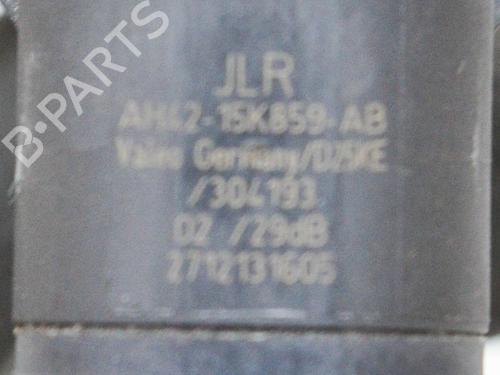 B-PARTS
JLR
AH42-15K859-AB
Valeo Germany/D25KE
/304193
D2 /29dB
2712131605